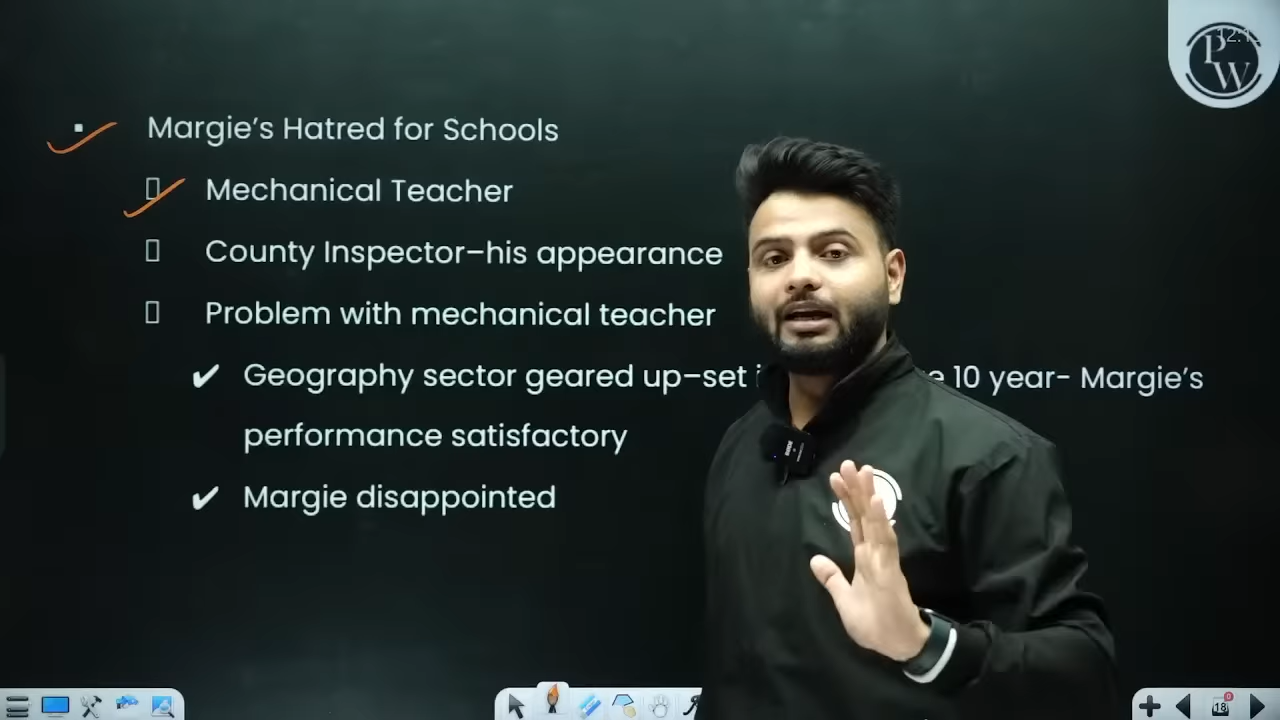 Margie's Hatred for Schools
Mechanical Teacher
County Inspector–his appearance
Problem with mechanical teacher
Geography sector geared up–set 10 year- Margie's
performance satisfactory
Margie disappointed
PW
18